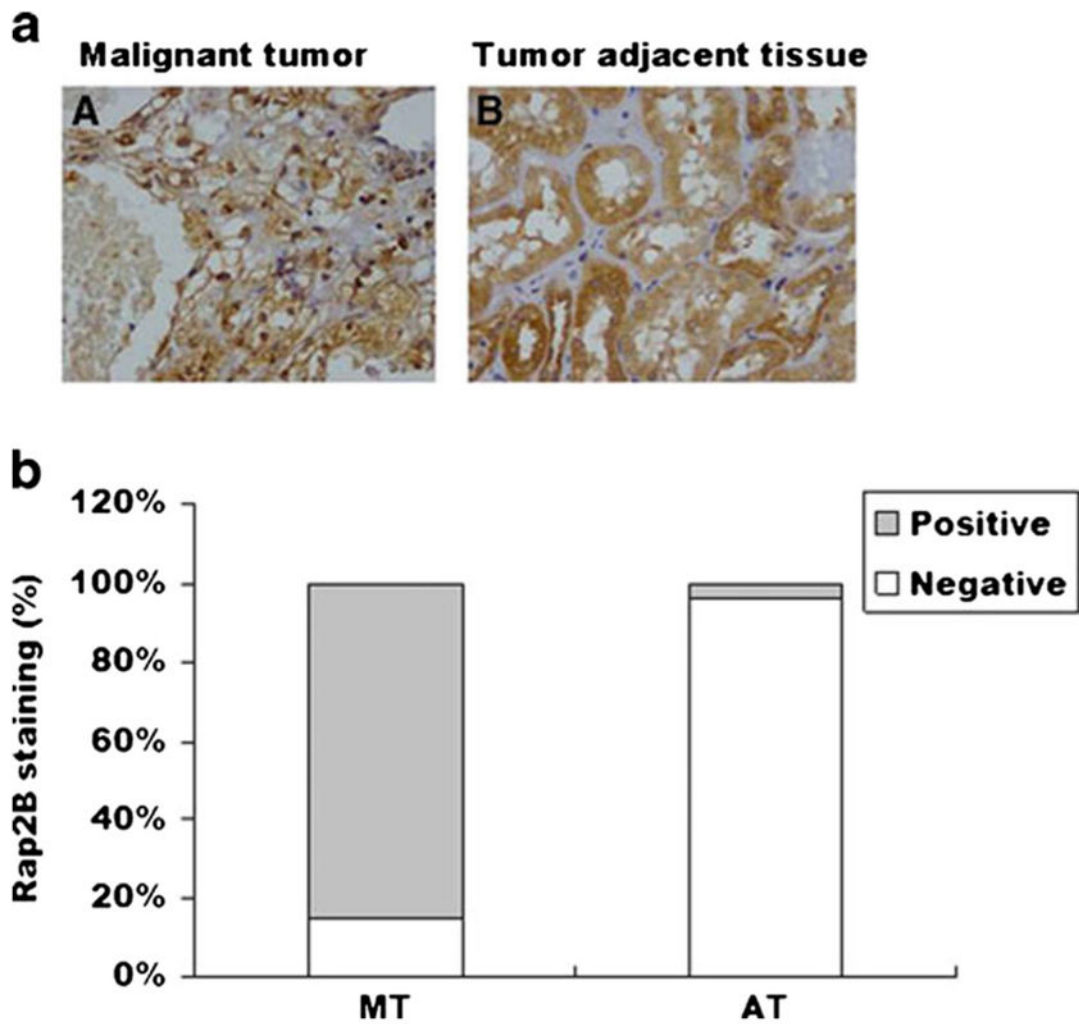 a
Malignant tumor
Tumor adjacent tissue
A
B
b
120%
100%
80%
60%
40%
20%
0%
Rap2B staining (%)
Positive
Negative
MT
AT